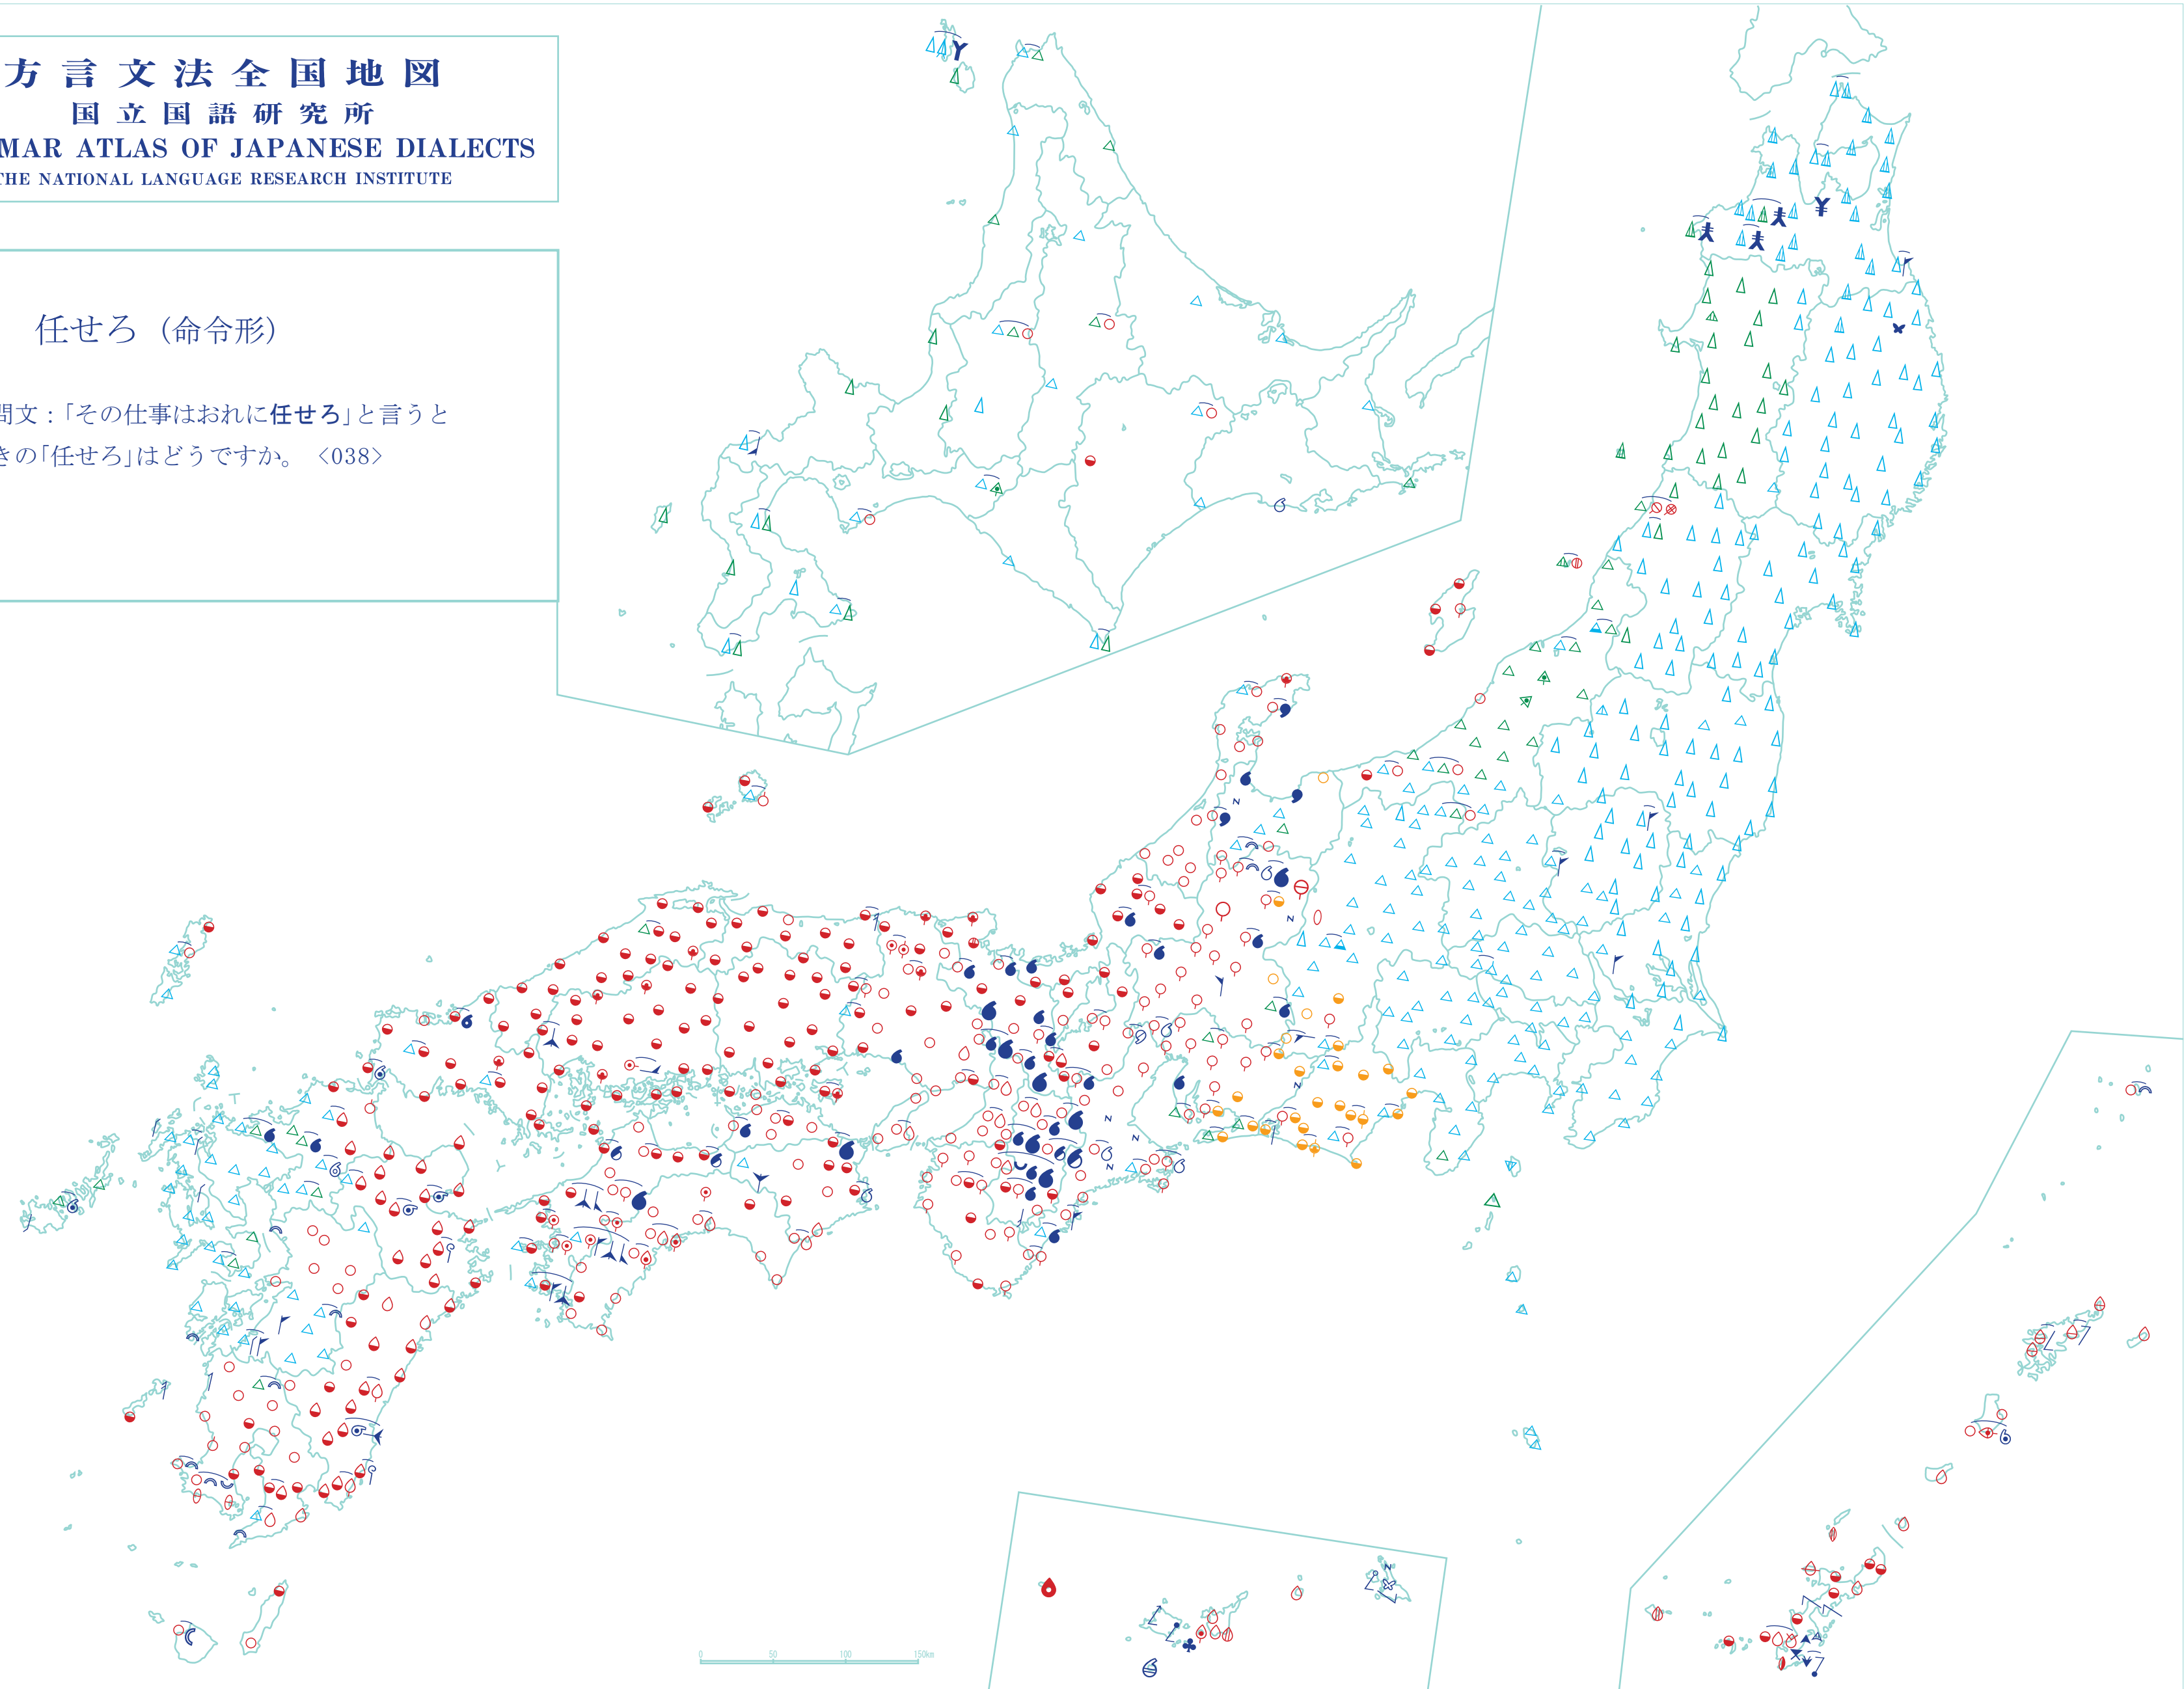 方言文法全国地図
国立国語研究所
MAR ATLAS OF JAPANESE DIALECTS
THE NATIONAL LANGUAGE RESEARCH INSTITUTE
任せろ（命令形）
問文：「その仕事はおれに任せろ」と言うと
きの「任せろ」はどうですか。 <038>
0 50 100 150km